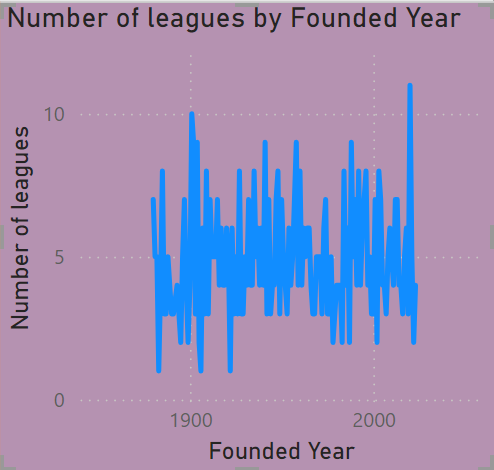 Number of leagues by Founded Year
Number of leagues
10
5
0
1900
2000
Founded Year